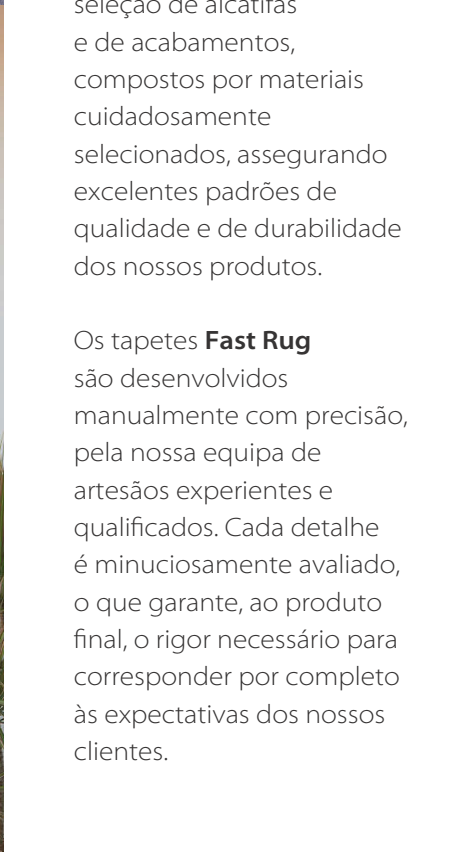 seleção de alcatifas
e de acabamentos,
compostos por materiais
cuidadosamente
selecionados, assegurando
excelentes padrões de
qualidade e de durabilidade
dos nossos produtos.
Os tapetes Fast Rug
são desenvolvidos
manualmente com precisão,
pela nossa equipa de
artesãos experientes e
qualificados. Cada detalhe
é minuciosamente avaliado,
o que garante, ao produto
final, o rigor necessário para
corresponder por completo
às expectativas dos nossos
clientes.